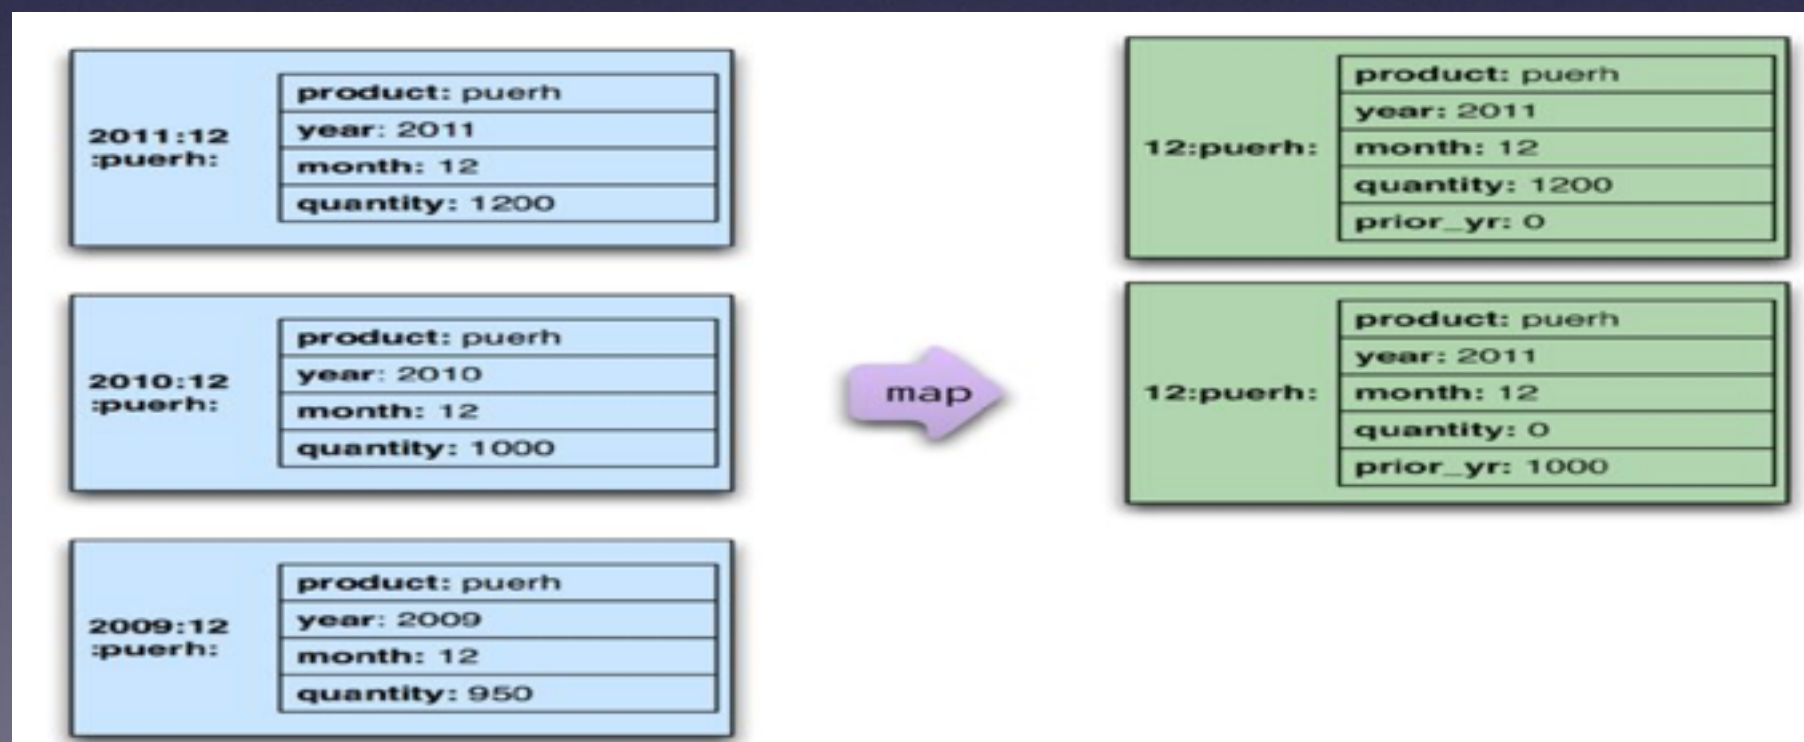 2011:12
:puerh:
product: puerh
year: 2011
month: 12
quantity: 1200
2010:12
:puerh:
product: puerh
year: 2010
month: 12
quantity: 1000
2009:12
:puerh:
product: puerh
year: 2009
month: 12
quantity: 950
map
12:puerh:
product: puerh
year: 2011
month: 12
quantity: 1200
prior_yr: 0
12:puerh:
product: puerh
year: 2011
month: 12
quantity: 0
prior_yr: 1000